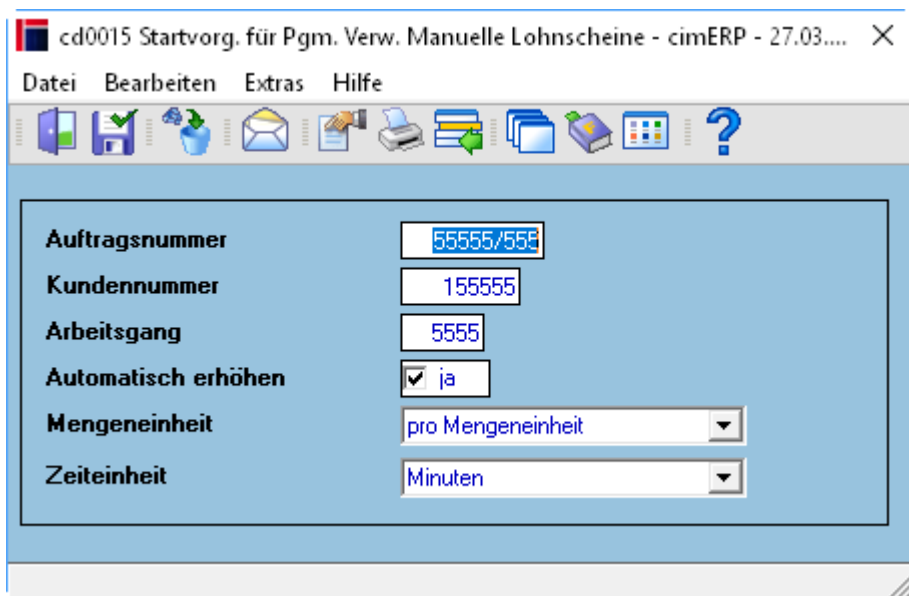 cd0015 Startvorg. für Pgm. Verw. Manuelle Lohnscheine - cimERP - 27.03....
Datei Bearbeiten Extras Hilfe
Auftragsnummer 55555/555
Kundennummer 155555
Arbeitsgang 5555
Automatisch erhöhen ja
Mengeneinheit pro Mengeneinheit
Zeiteinheit Minuten